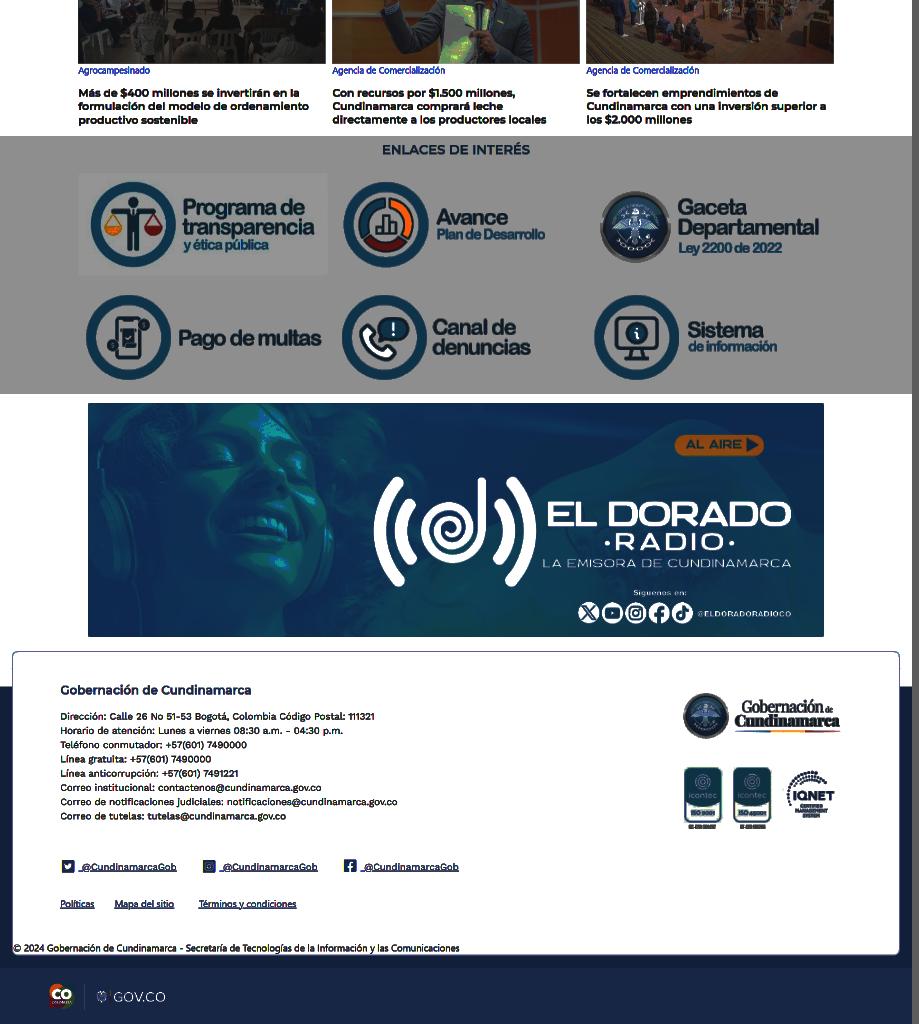 Agrocampesinado
Más de $400 millones se invertirán en la
formulación del modelo de ordenamiento
productivo sostenible
Agencia de Comercialización
Con recursos por $1.500 millones,
Cundinamarca comprará leche
directamente a los productores locales
Agencia de Comercialización
Se fortalecen emprendimientos de
Cundinamarca con una inversión superior a
los $2.000 millones
ENLACES DE INTERÉS
Programa de
transparencia
y ética pública
Avance
Plan de Desarrollo
Gaceta
Departamental
Ley 2200 de 2022
Pago de multas
Canal de
denuncias
Sistema
de información
AL AIRE
EL DORADO
·RADIO·
LA EMISORA DE CUNDINAMARCA
Síguenos en:
@ELDORADORADIOCO
Gobernación de Cundinamarca
Dirección: Calle 26 No 51-53 Bogotá, Colombia Código Postal: 111321
Horario de atención: Lunes a viernes 08:30 a.m. - 04:30 p.m.
Teléfono conmutador: +57(601) 7490000
Línea gratuita: +57(601) 7490000
Línea anticorrupción: +57(601) 7491221
Correo institucional: contactenos@cundinamarca.gov.co
Correo de notificaciones judiciales: notificaciones@cundinamarca.gov.co
Correo de tutelas: tutelas@cundinamarca.gov.co
Gobernación de
Cundinamarca
icontec
ISO 9001
icontec
ISO 45001
IQNET
CERTIFIED
MANAGEMENT
SYSTEM
@CundinamarcaGob
@CundinamarcaGob
@CundinamarcaGob
Políticas
Mapa del sitio
Términos y condiciones
© 2024 Gobernación de Cundinamarca - Secretaría de Tecnologías de la Información y las Comunicaciones
CO
GOV.CO